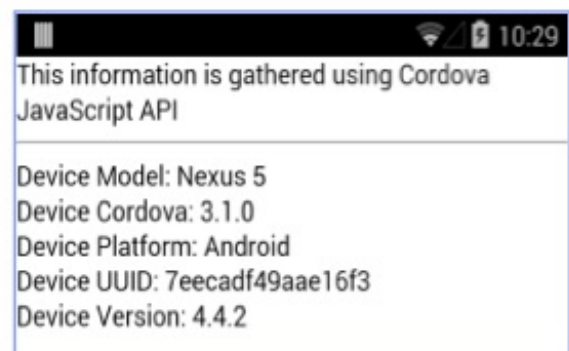 10:29
This information is gathered using Cordova
JavaScript API
Device Model: Nexus 5
Device Cordova: 3.1.0
Device Platform: Android
Device UUID: 7eecadf49aae16f3
Device Version: 4.4.2